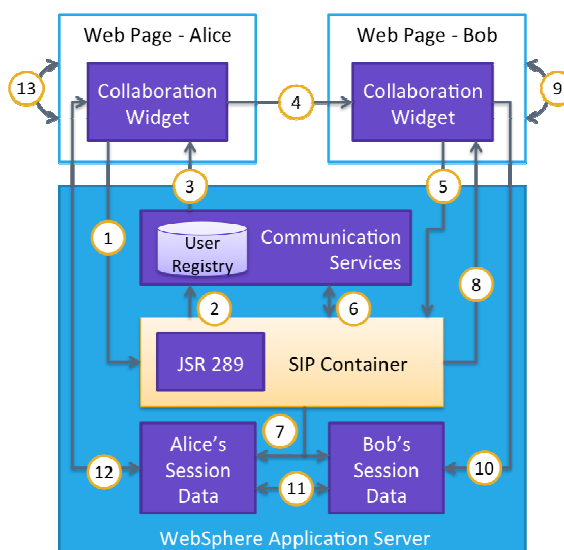 Web Page - Alice
Web Page - Bob
13
Collaboration
Widget
4
Collaboration
Widget
9
3
5
1
User
Registry
Communication
Services
8
2
6
JSR 289
SIP Container
7
Alice's
Session
Data
Bob's
Session
Data
12
11
10
WebSphere Application Server